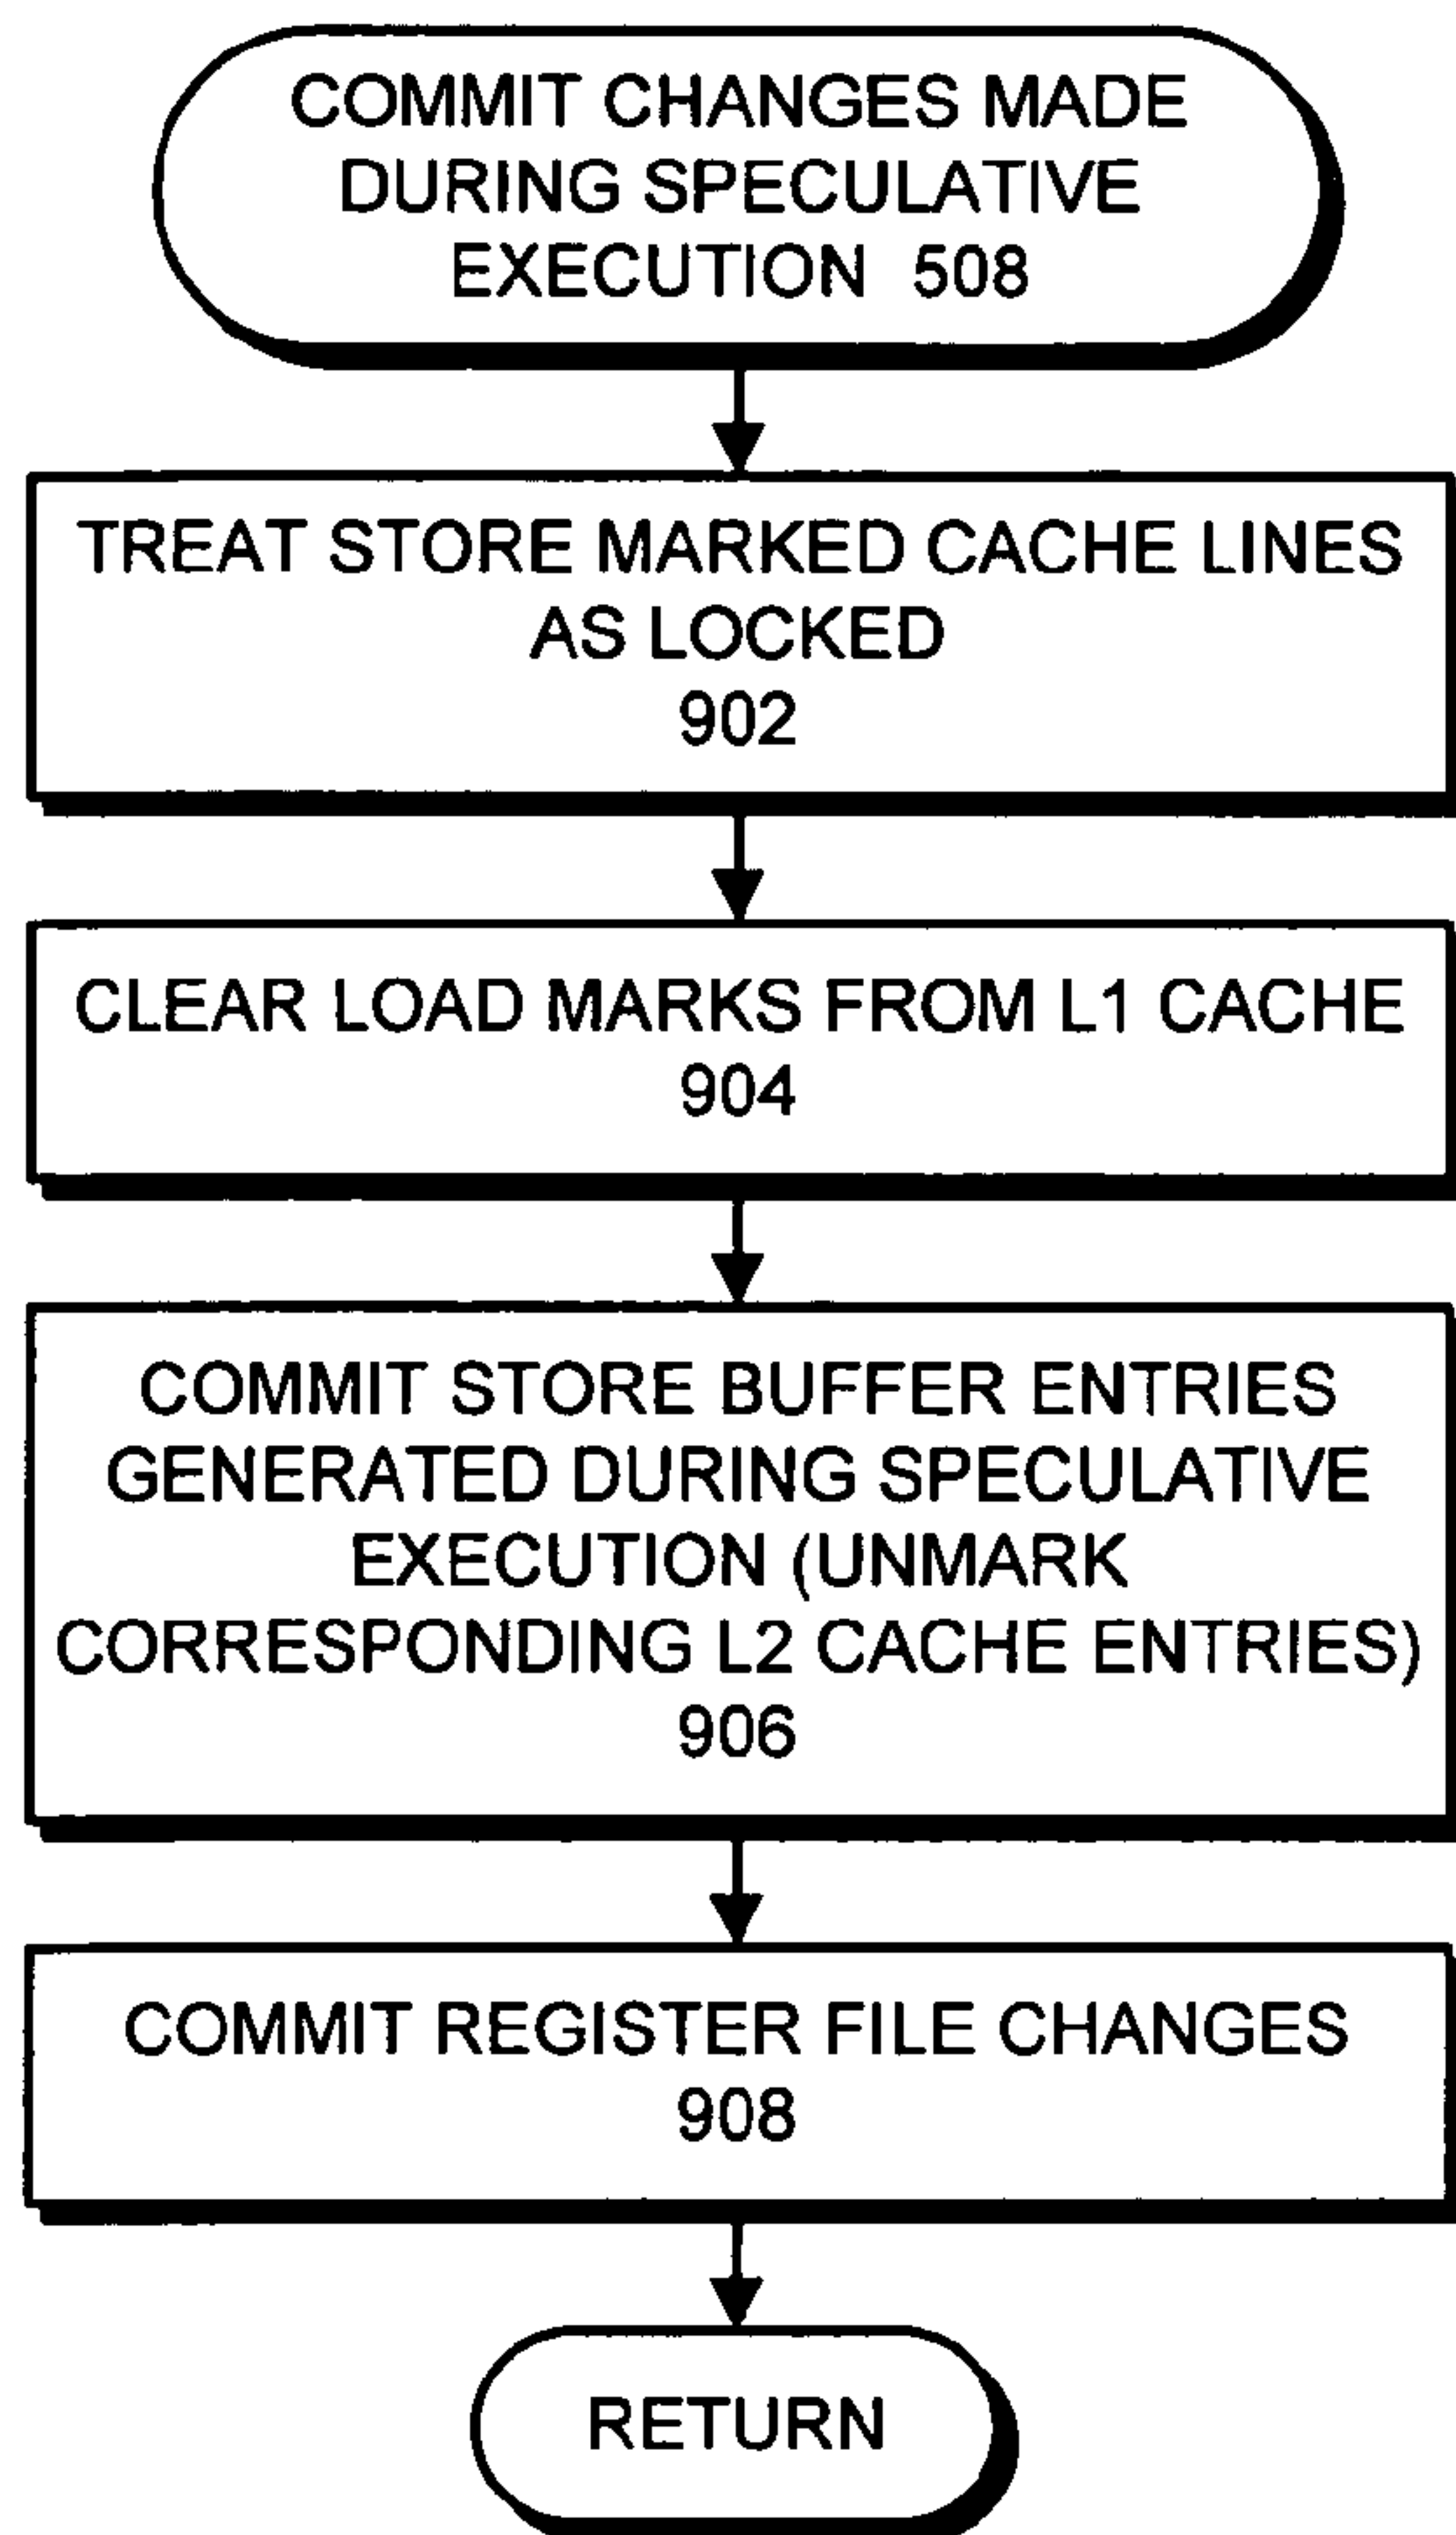 COMMIT CHANGES MADE
DURING SPECULATIVE
EXECUTION 508
TREAT STORE MARKED CACHE LINES
AS LOCKED
902
CLEAR LOAD MARKS FROM L1 CACHE
904
COMMIT STORE BUFFER ENTRIES
GENERATED DURING SPECULATIVE
EXECUTION (UNMARK
CORRESPONDING L2 CACHE ENTRIES)
906
COMMIT REGISTER FILE CHANGES
908
RETURN